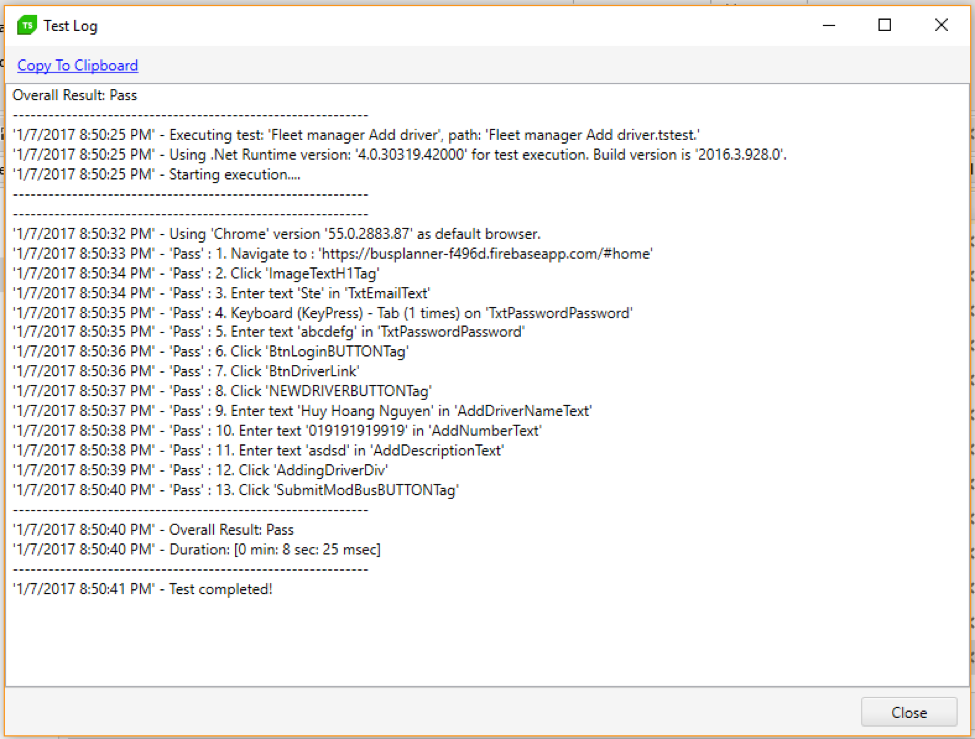 TS Test Log
Copy To Clipboard
Overall Result: Pass
------------------------------------------------------------
'1/7/2017 8:50:25 PM' - Executing test: 'Fleet manager Add driver', path: 'Fleet manager Add driver.tstest.'
'1/7/2017 8:50:25 PM' - Using .Net Runtime version: '4.0.30319.42000' for test execution. Build version is '2016.3.928.0'.
'1/7/2017 8:50:25 PM' - Starting execution....
------------------------------------------------------------
------------------------------------------------------------
'1/7/2017 8:50:32 PM' - Using 'Chrome' version '55.0.2883.87' as default browser.
'1/7/2017 8:50:33 PM' - 'Pass' : 1. Navigate to : 'https://busplanner-f496d.firebaseapp.com/#home'
'1/7/2017 8:50:34 PM' - 'Pass' : 2. Click 'ImageTextH1Tag'
'1/7/2017 8:50:34 PM' - 'Pass' : 3. Enter text 'Ste' in 'TxtEmailText'
'1/7/2017 8:50:35 PM' - 'Pass' : 4. Keyboard (KeyPress) - Tab (1 times) on 'TxtPasswordPassword'
'1/7/2017 8:50:35 PM' - 'Pass' : 5. Enter text 'abcdefg' in 'TxtPasswordPassword'
'1/7/2017 8:50:36 PM' - 'Pass' : 6. Click 'BtnLoginBUTTONTag'
'1/7/2017 8:50:36 PM' - 'Pass' : 7. Click 'BtnDriverLink'
'1/7/2017 8:50:37 PM' - 'Pass' : 8. Click 'NEWDRIVERBUTTONTag'
'1/7/2017 8:50:37 PM' - 'Pass' : 9. Enter text 'Huy Hoang Nguyen' in 'AddDriverNameText'
'1/7/2017 8:50:38 PM' - 'Pass' : 10. Enter text '019191919919' in 'AddNumberText'
'1/7/2017 8:50:38 PM' - 'Pass' : 11. Enter text 'asdsd' in 'AddDescriptionText'
'1/7/2017 8:50:39 PM' - 'Pass' : 12. Click 'AddingDriverDiv'
'1/7/2017 8:50:40 PM' - 'Pass' : 13. Click 'SubmitModBusBUTTONTag'
------------------------------------------------------------
'1/7/2017 8:50:40 PM' - Overall Result: Pass
'1/7/2017 8:50:40 PM' - Duration: [0 min: 8 sec: 25 msec]
------------------------------------------------------------
'1/7/2017 8:50:41 PM' - Test completed!
Close